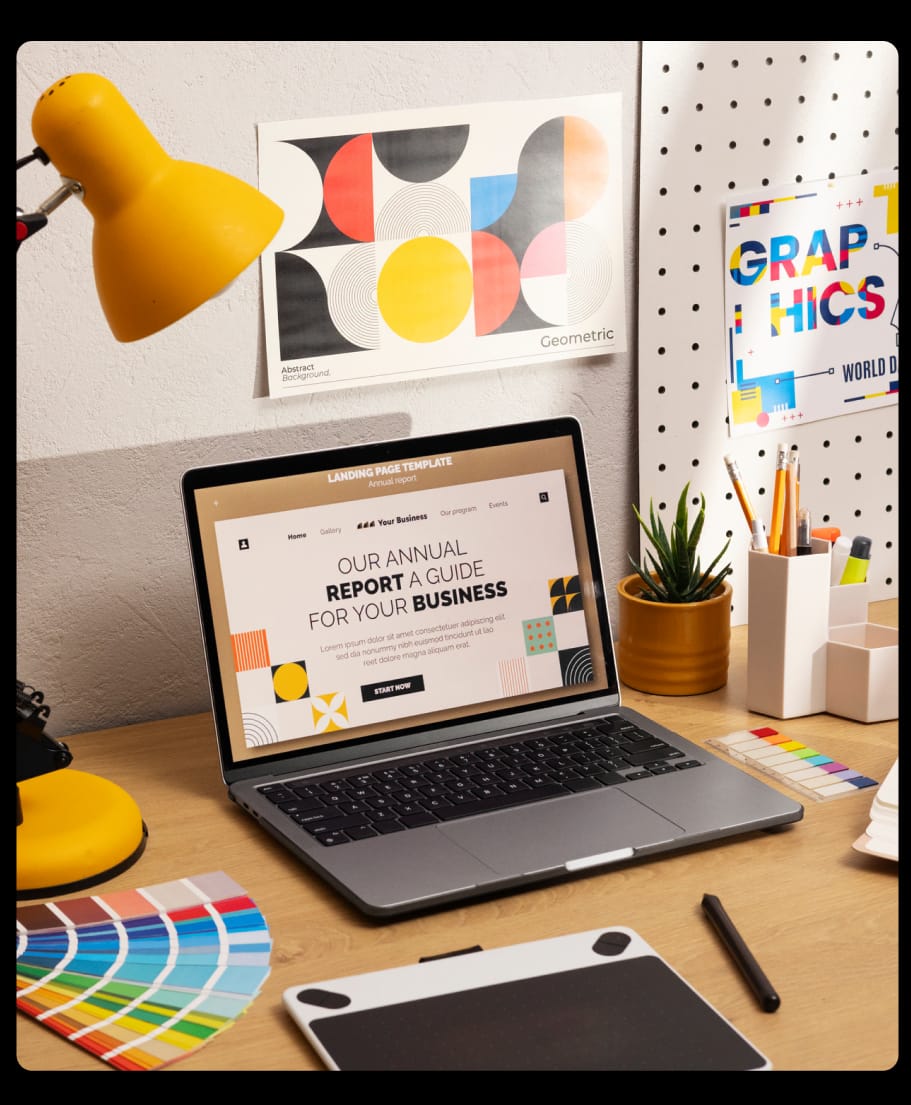 Abstract
Background.
Geometric
GRAP
HICS
WORLD D
LANDING PAGE TEMPLATE
Annual report
Home Gallery Your Business Our program Events
OUR ANNUAL
REPORT A GUIDE
FOR YOUR BUSINESS
Lorem ipsum dolor sit amet consectetuer adipiscing elit
sed dia nonummy nibh euismod tincidunt ut lao
reet dolore magna aliquam erat.
START NOW